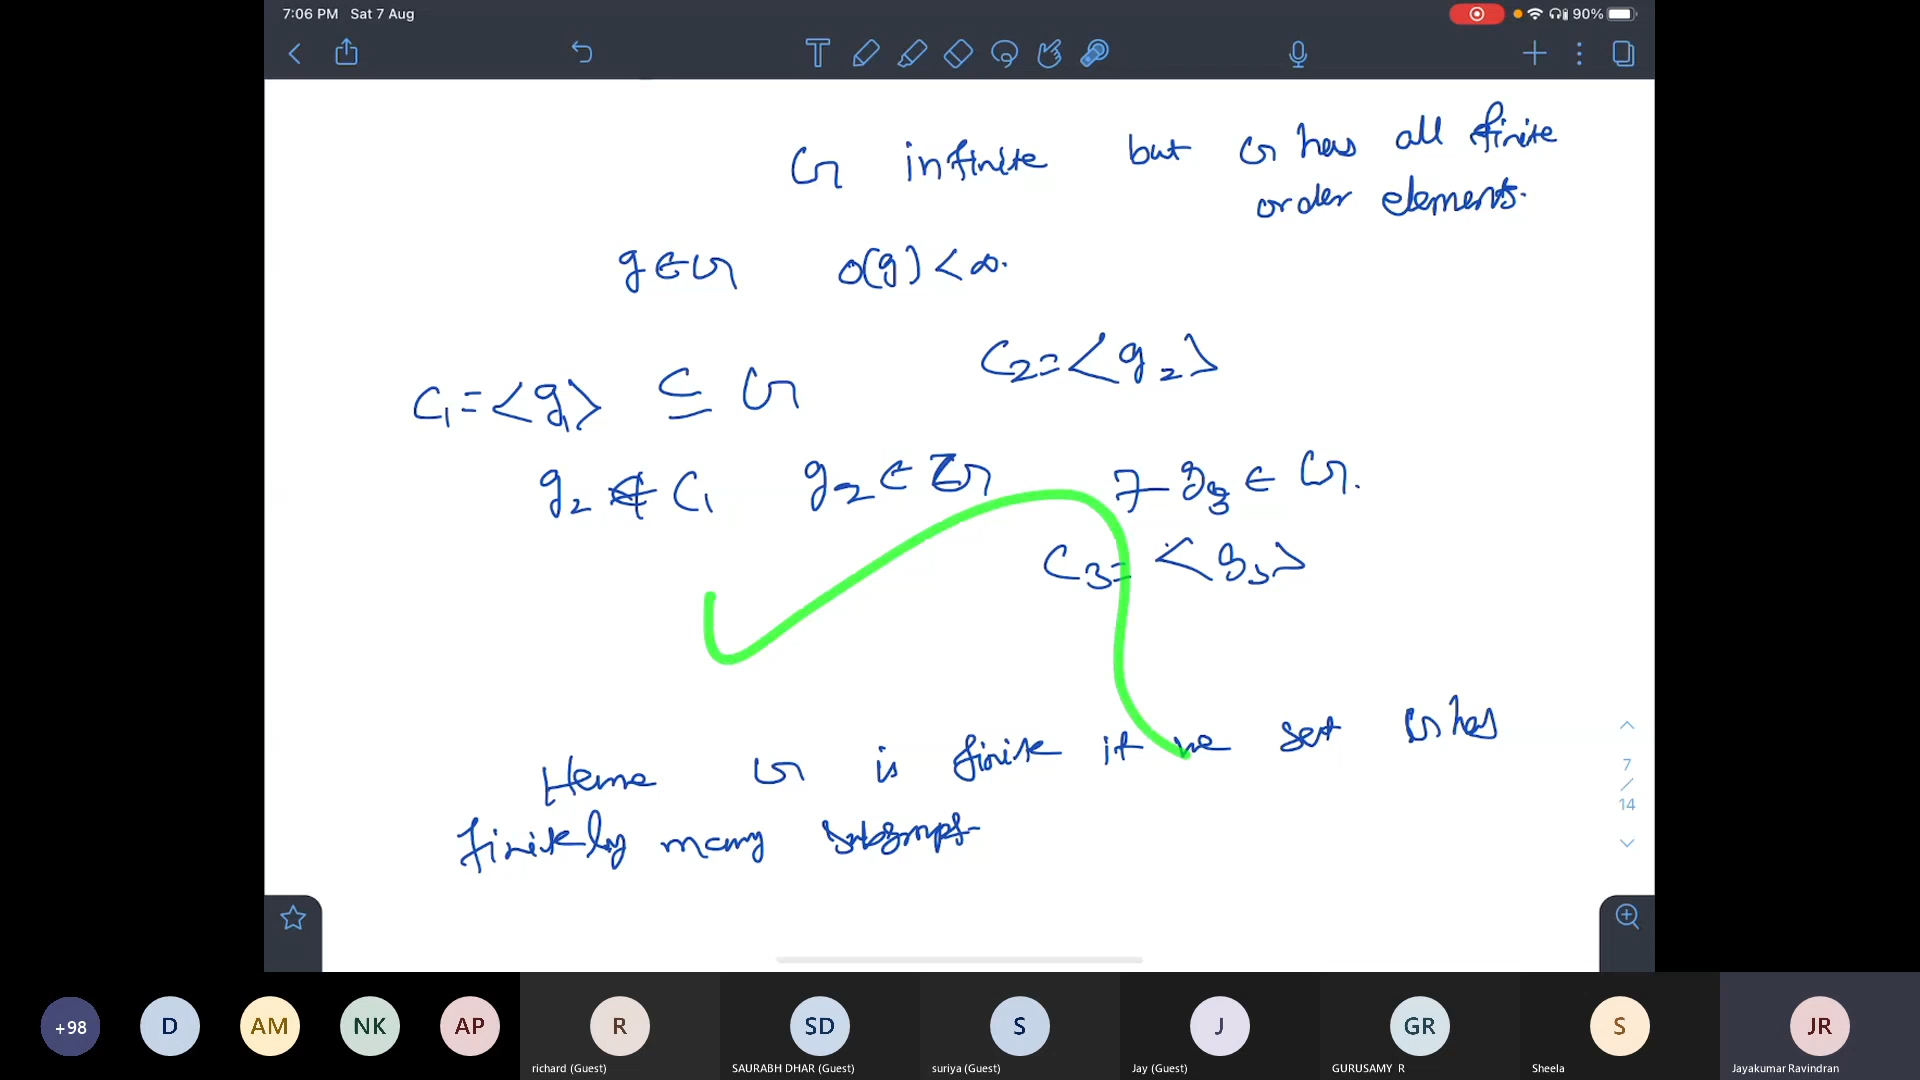 7:06 PM Sat 7 Aug
90%
G infinite but G has all finite
order elements.
g ∈ G o(g) < ∞.
C₂ = <g₂>
C₁ = <g₁> ⊆ G
g₂ ∉ C₁ g₂ ∈ G ∃ g₃ ∈ G.
C₃ = <g₃>
Hence G is finite if we set G has
finitely many subgroups
7
/
14
+98 D AM NK AP R SD S J GR S JR
richard (Guest) SAURABH DHAR (Guest) suriya (Guest) Jay (Guest) GURUSAMY R Sheela Jayakumar Ravindran